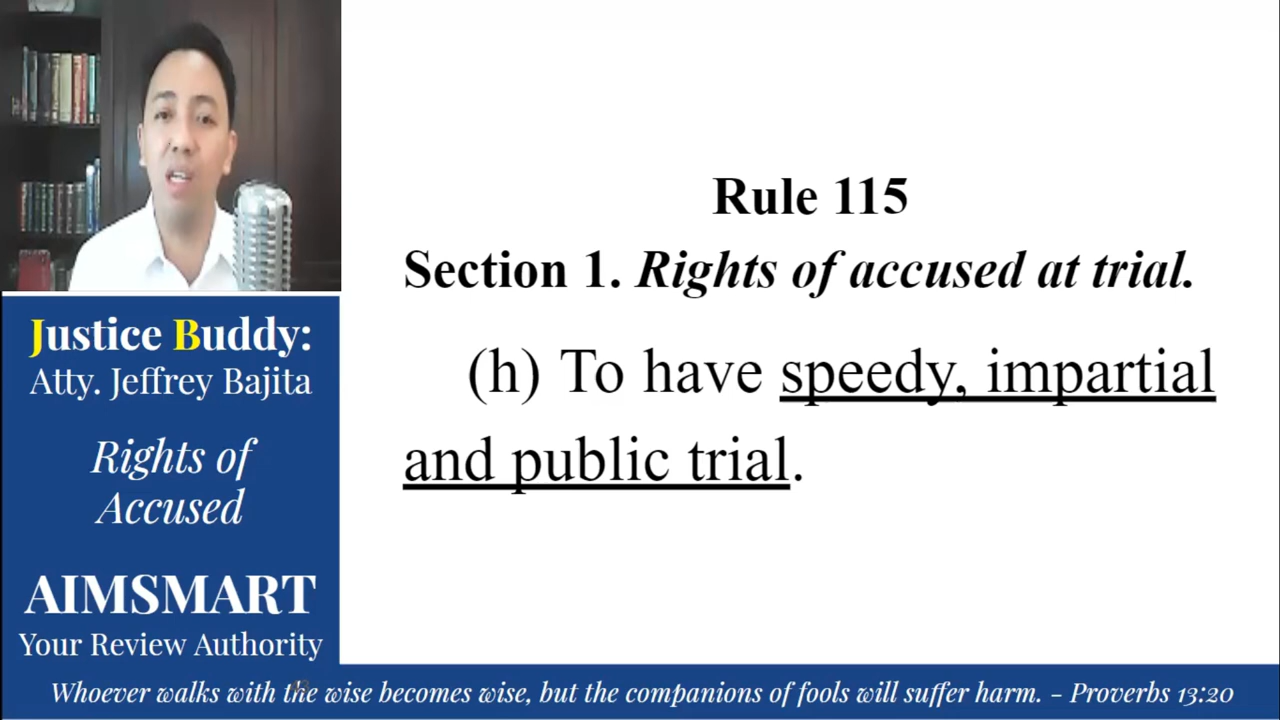 Rule 115
Section 1. Rights of accused at trial.
(h) To have speedy, impartial
and public trial.
Justice Buddy:
Atty. Jeffrey Bajita
Rights of
Accused
AIMSMART
Your Review Authority
Whoever walks with the wise becomes wise, but the companions of fools will suffer harm. – Proverbs 13:20